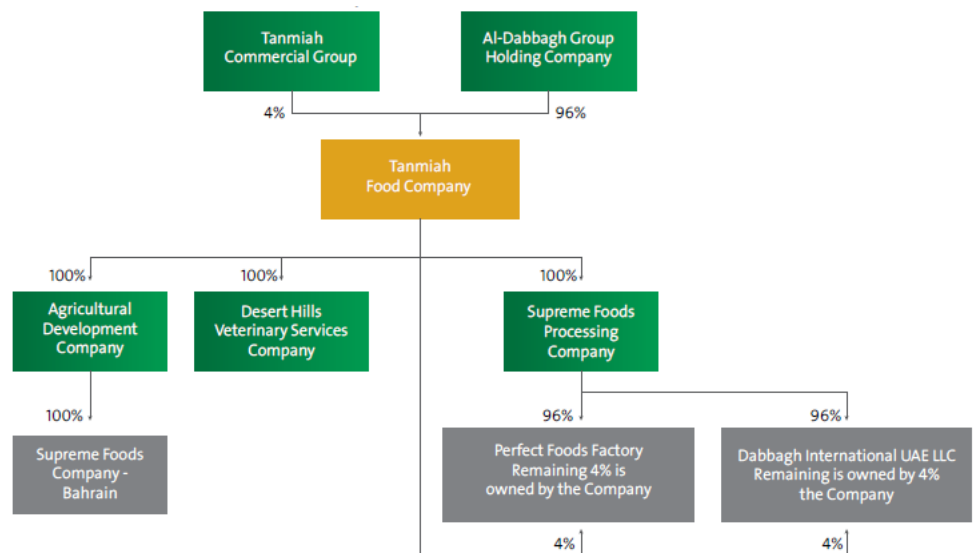 Tanmiah
Commercial Group
Al-Dabbagh Group
Holding Company
4%
96%
Tanmiah
Food Company
100%
100%
100%
Agricultural
Development
Company
Desert Hills
Veterinary Services
Company
Supreme Foods
Processing
Company
100%
96%
96%
Supreme Foods
Company -
Bahrain
Perfect Foods Factory
Remaining 4% is
owned by the Company
Dabbagh International UAE LLC
Remaining is owned by 4%
the Company
4%
4%